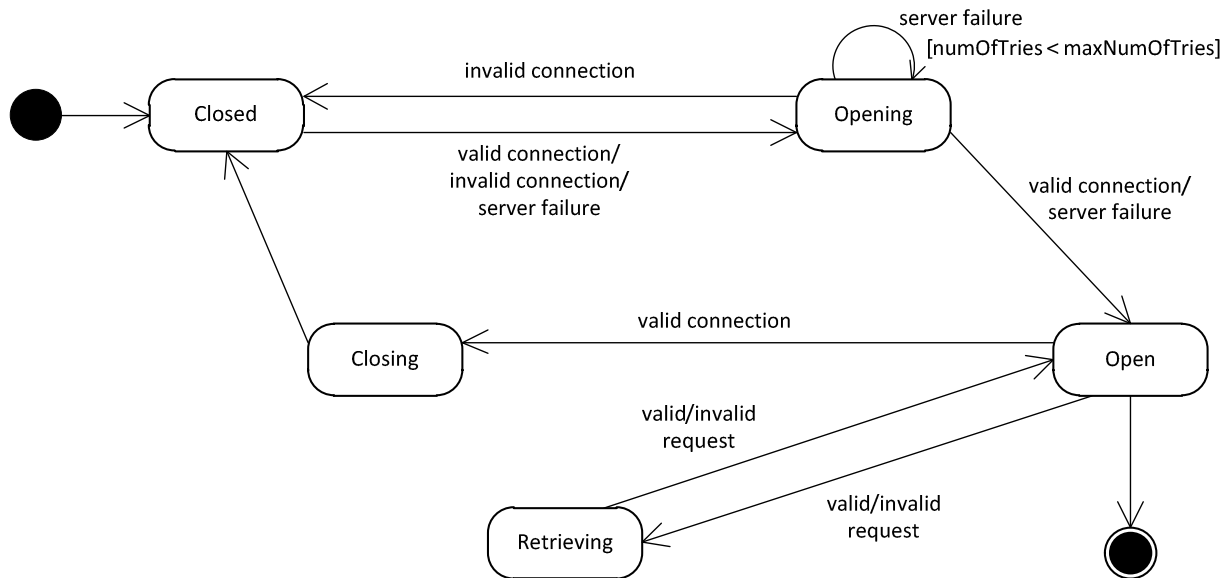 server failure
[numOfTries < maxNumOfTries]
invalid connection
Closed
Opening
valid connection/
invalid connection/
server failure
valid connection/
server failure
valid connection
Closing
Open
valid/invalid
request
valid/invalid
request
Retrieving